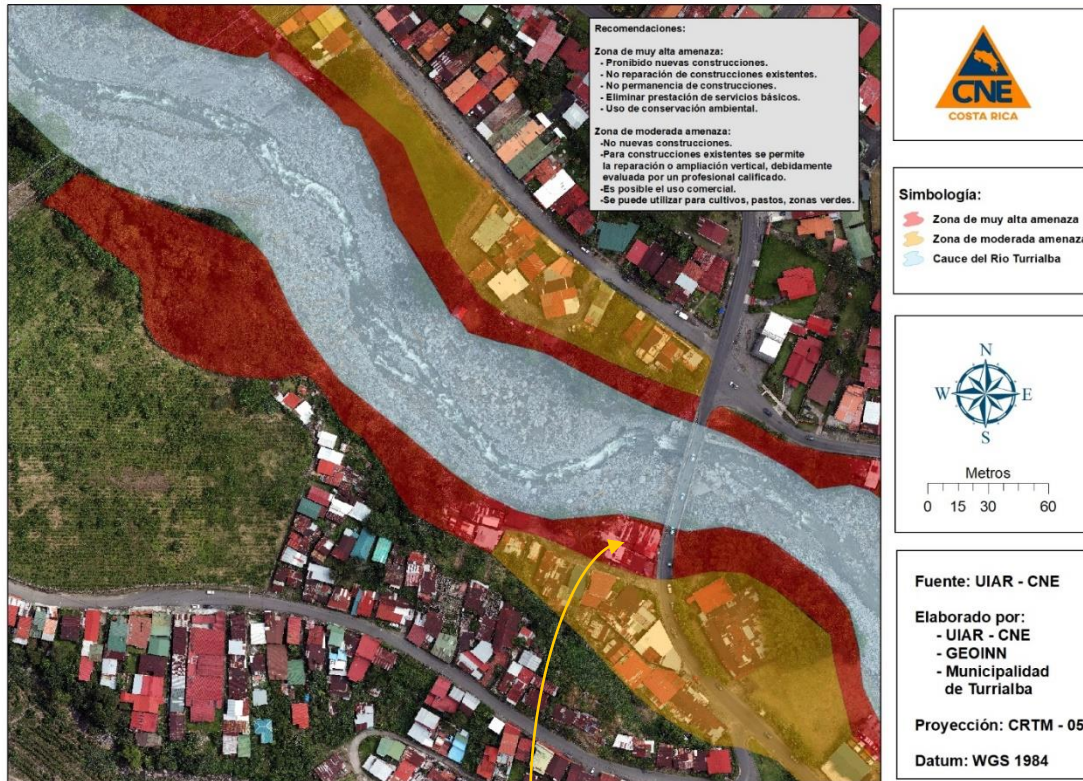 Recomendaciones:
Zona de muy alta amenaza:
- Prohibido nuevas construcciones.
- No reparación de construcciones existentes.
- No permanencia de construcciones.
- Eliminar prestación de servicios básicos.
- Uso de conservación ambiental.
Zona de moderada amenaza:
-No nuevas construcciones.
-Para construcciones existentes se permite
la reparación o ampliación vertical, debidamente
evaluada por un profesional calificado.
-Es posible el uso comercial.
-Se puede utilizar para cultivos, pastos, zonas verdes.
CNE
COSTA RICA
Simbología:
Zona de muy alta amenaza
Zona de moderada amenaza
Cauce del Río Turrialba
N
W E
S
Metros
0 15 30 60
Fuente: UIAR - CNE
Elaborado por:
- UIAR - CNE
- GEOINN
- Municipalidad
de Turrialba
Proyección: CRTM - 05
Datum: WGS 1984